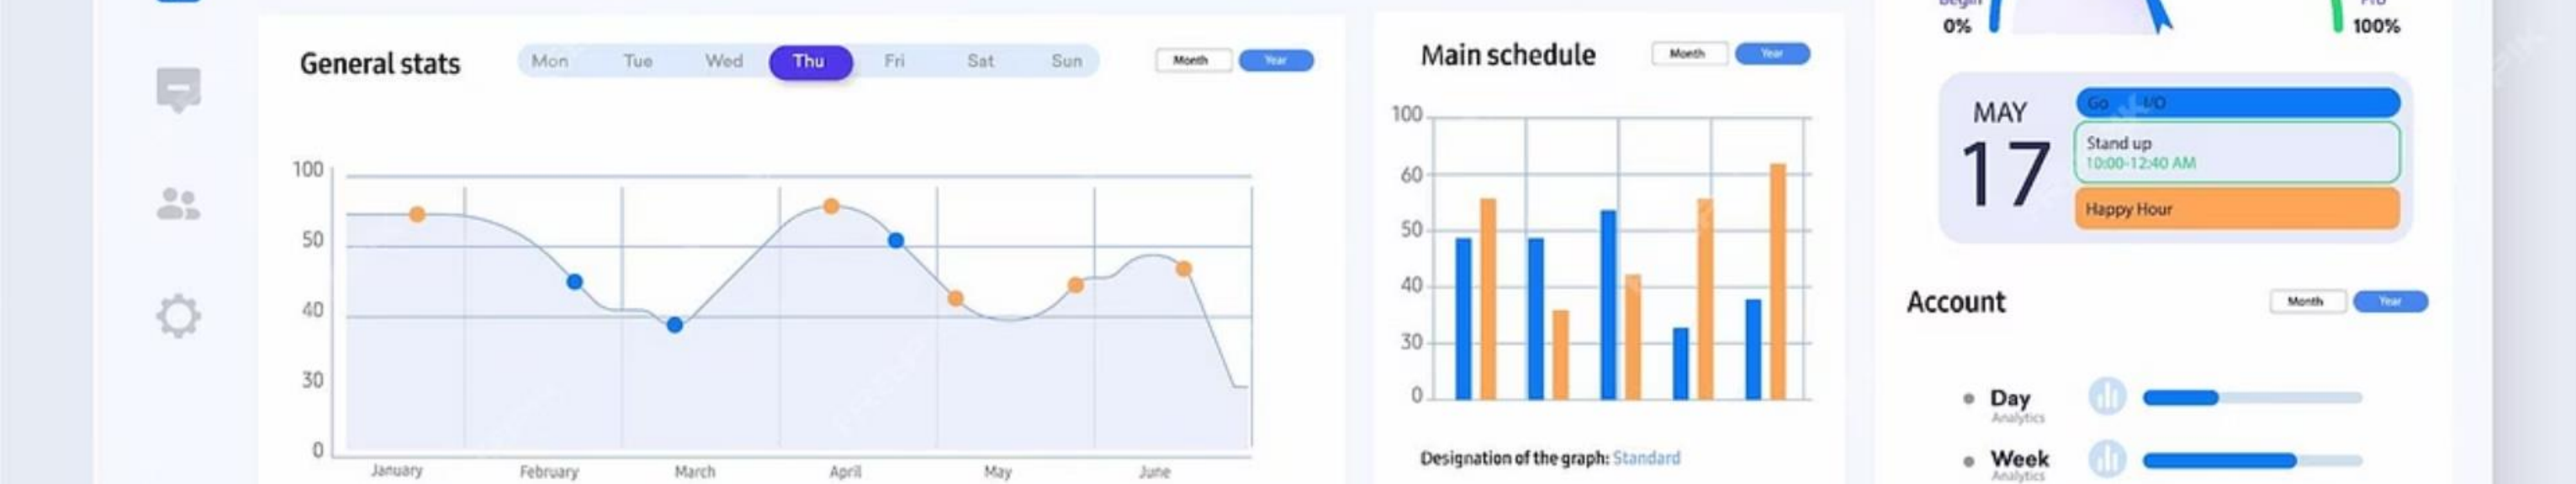 General stats
Mon Tue Wed Thu Fri Sat Sun
Month Year
100
50
40
30
0
January February March April May June
Main schedule
Month Year
100
60
50
40
30
0
Designation of the graph: Standard
Begin Pro
0% 100%
MAY
17
Go I/O
Stand up
10:00-12:40 AM
Happy Hour
Account
Month Year
Day
Analytics
Week
Analytics